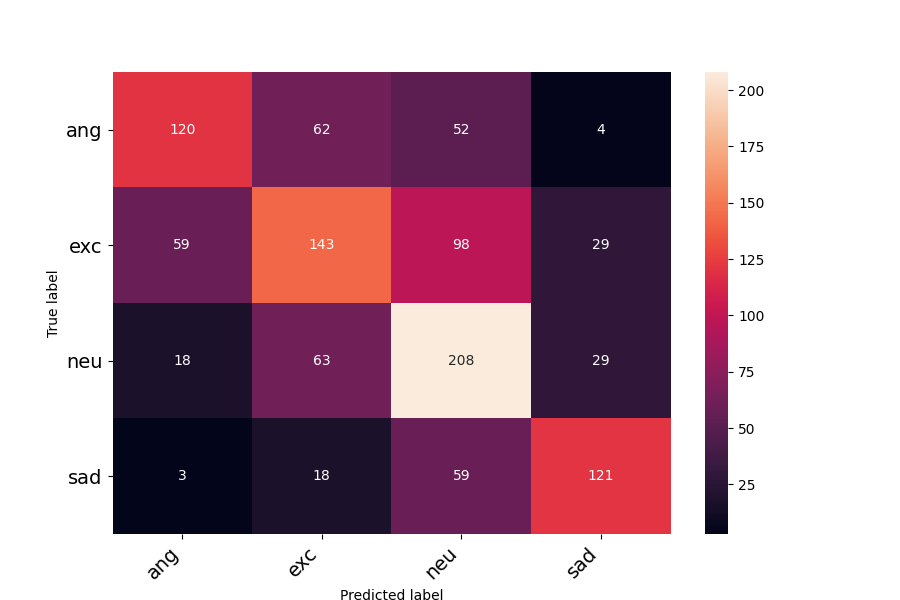 ang 120 62 52 4
exc 59 143 98 29
neu 18 63 208 29
sad 3 18 59 121
ang exc neu sad
True label
Predicted label
200
175
150
125
100
75
50
25